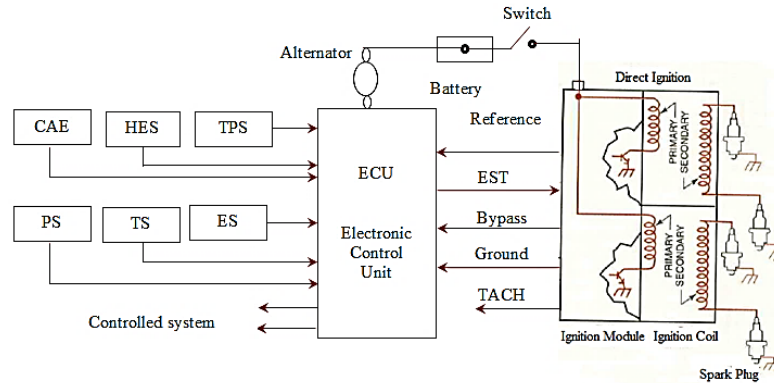 Switch
Alternator
Battery
Direct Ignition
CAE
HES
TPS
Reference
ECU
EST
PS
TS
ES
Electronic
Control
Unit
Bypass
Ground
TACH
Controlled system
PRIMARY
SECONDARY
PRIMARY
SECONDARY
Ignition Module
Ignition Coil
Spark Plug